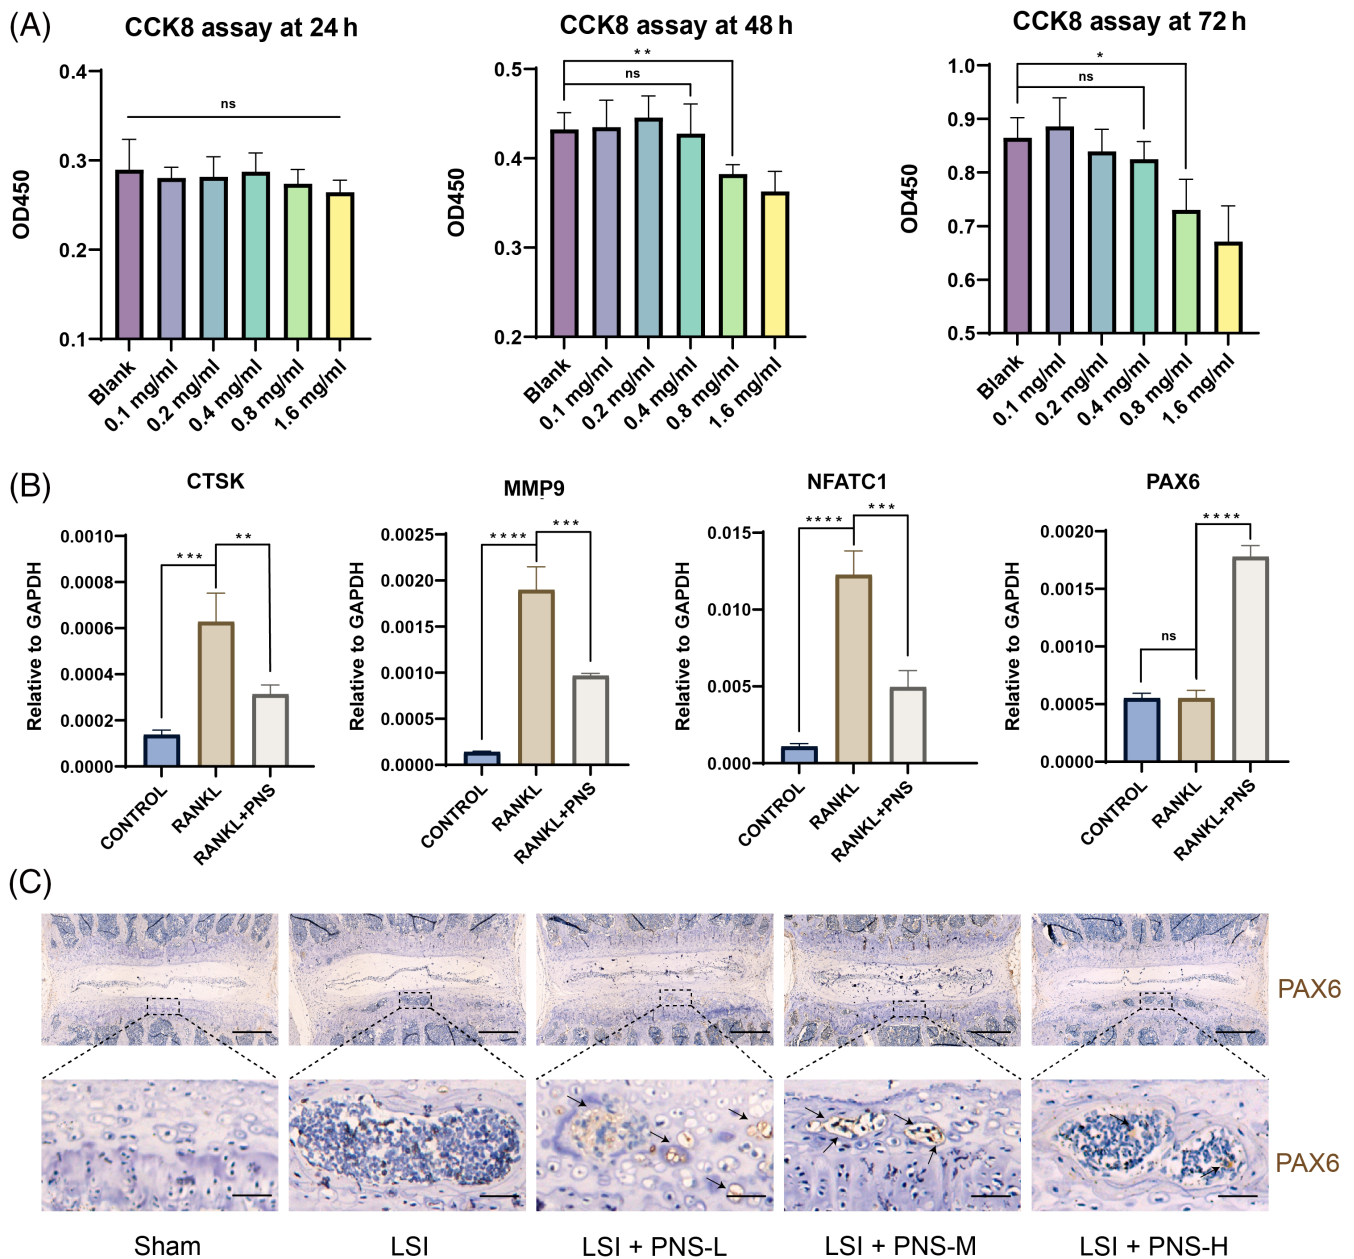 (A)
CCK8 assay at 24 h
CCK8 assay at 48 h
CCK8 assay at 72 h
OD450
0.4
0.3
0.2
0.1
ns
Blank
0.1 mg/ml
0.2 mg/ml
0.4 mg/ml
0.8 mg/ml
1.6 mg/ml
OD450
0.5
0.4
0.3
0.2
**
ns
Blank
0.1 mg/ml
0.2 mg/ml
0.4 mg/ml
0.8 mg/ml
1.6 mg/ml
OD450
1.0
0.9
0.8
0.7
0.6
0.5
*
ns
Blank
0.1 mg/ml
0.2 mg/ml
0.4 mg/ml
0.8 mg/ml
1.6 mg/ml
(B)
CTSK
Relative to GAPDH
0.0010
0.0008
0.0006
0.0004
0.0002
0.0000
***
**
CONTROL
RANKL
RANKL+PNS
MMP9
Relative to GAPDH
0.0025
0.0020
0.0015
0.0010
0.0005
0.0000
****
***
CONTROL
RANKL
RANKL+PNS
NFATC1
Relative to GAPDH
0.015
0.010
0.005
0.000
****
***
CONTROL
RANKL
RANKL+PNS
PAX6
Relative to GAPDH
0.0020
0.0015
0.0010
0.0005
0.0000
ns
****
CONTROL
RANKL
RANKL+PNS
(C)
PAX6
PAX6
Sham
LSI
LSI + PNS-L
LSI + PNS-M
LSI + PNS-H